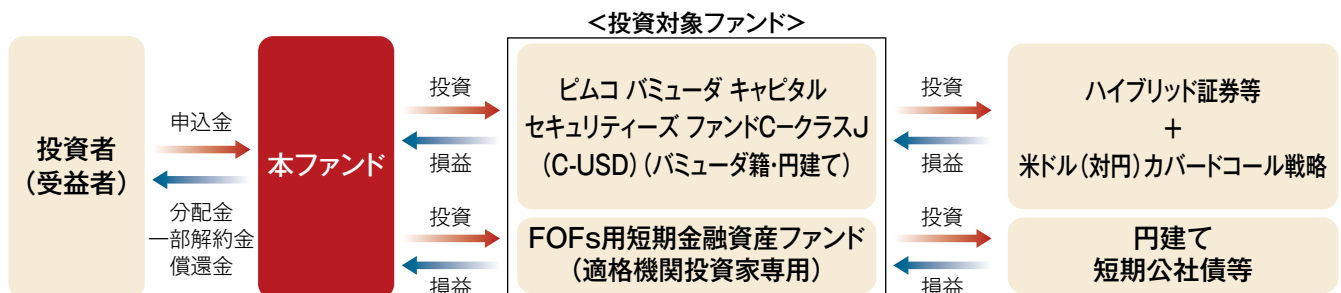 <投資対象ファンド>
投資者
(受益者)
申込金
分配金
一部解約金
償還金
本ファンド
投資
損益
投資
損益
ピムコ バミューダ キャピタル
セキュリティーズ ファンドCークラスJ
(C-USD)(バミューダ籍・円建て)
FOFs用短期金融資産ファンド
(適格機関投資家専用)
投資
損益
投資
損益
ハイブリッド証券等
+
米ドル(対円)カバードコール戦略
円建て
短期公社債等